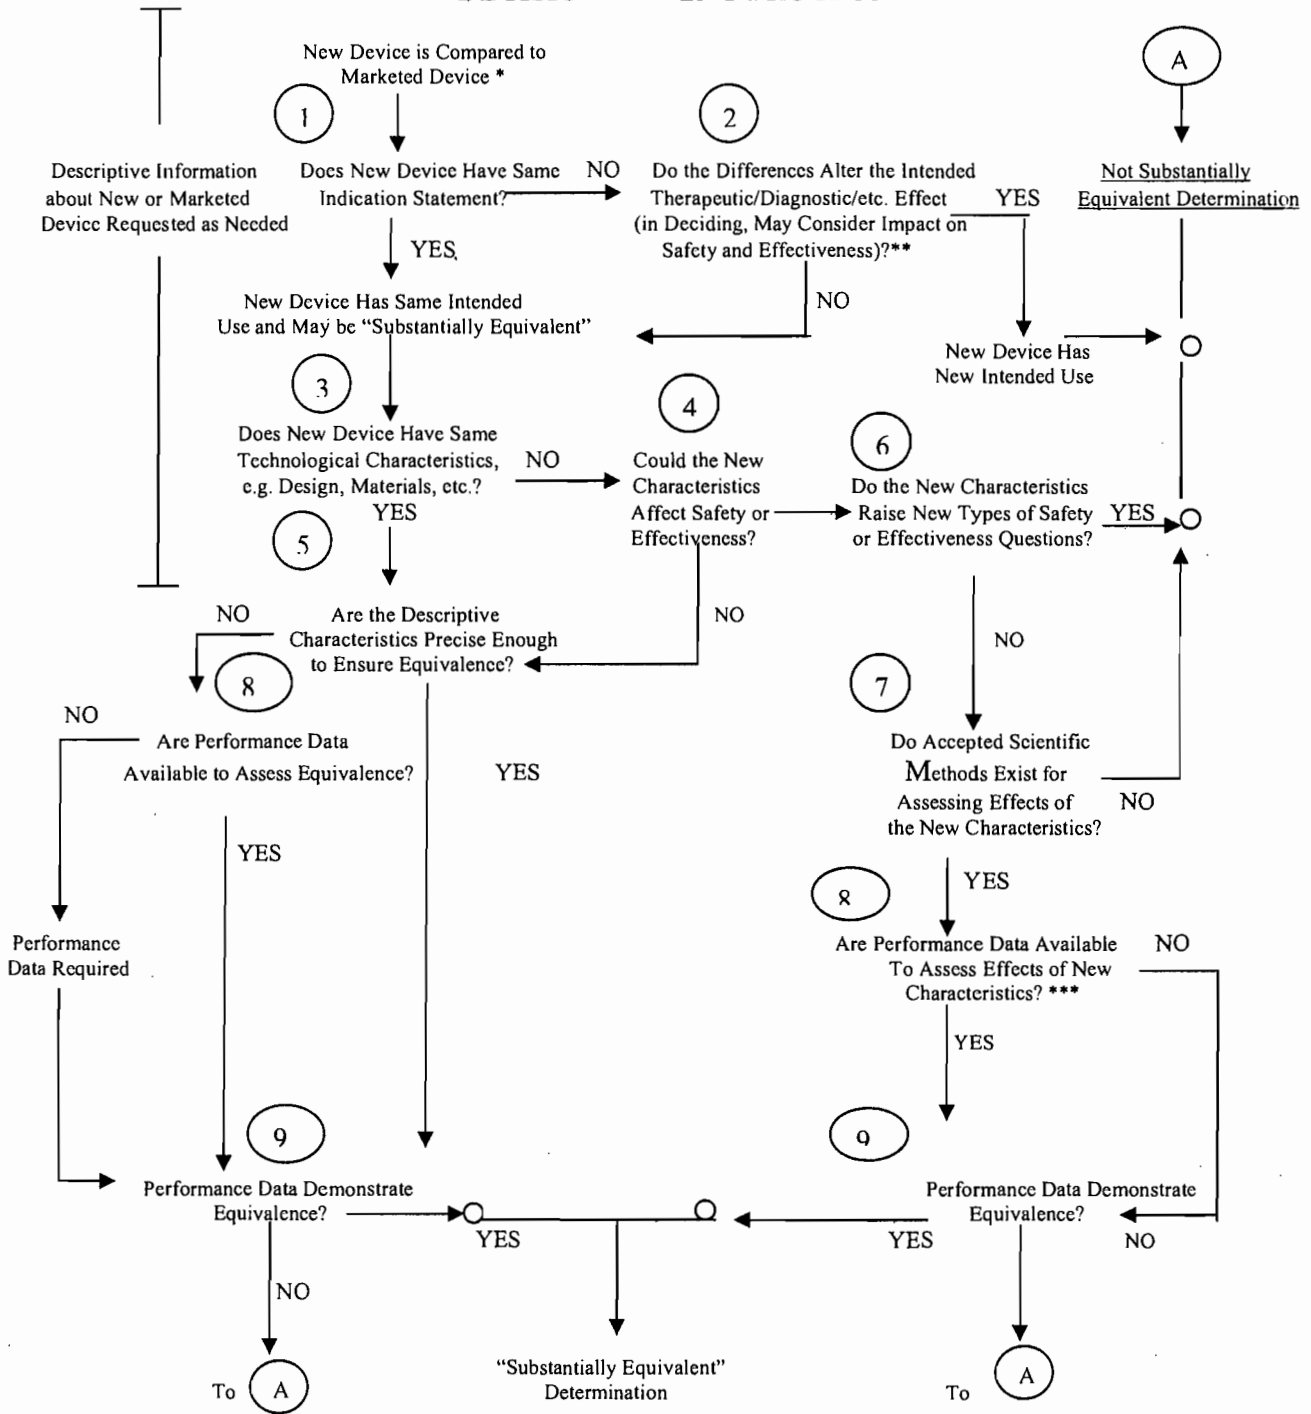 New Device is Compared to
Marketed Device *
A
1
2
Descriptive Information
about New or Marketed
Device Requested as Needed
Does New Device Have Same
Indication Statement?
NO
Do the Differences Alter the Intended
Therapeutic/Diagnostic/etc. Effect
(in Deciding, May Consider Impact on
Safety and Effectiveness)?**
YES
Not Substantially
Equivalent Determination
YES
NO
New Device Has Same Intended
Use and May be “Substantially Equivalent”
New Device Has
New Intended Use
3
4
6
Does New Device Have Same
Technological Characteristics,
e.g. Design, Materials, etc.?
NO
YES
Could the New
Characteristics
Affect Safety or
Effectiveness?
Do the New Characteristics
Raise New Types of Safety
or Effectiveness Questions?
YES
5
NO
Are the Descriptive
Characteristics Precise Enough
to Ensure Equivalence?
NO
NO
8
7
NO
Are Performance Data
Available to Assess Equivalence?
YES
Do Accepted Scientific
Methods Exist for
Assessing Effects of
the New Characteristics?
NO
YES
YES
8
Performance
Data Required
Are Performance Data Available
To Assess Effects of New
Characteristics? ***
NO
YES
9
9
Performance Data Demonstrate
Equivalence?
YES
Performance Data Demonstrate
Equivalence?
YES
NO
NO
“Substantially Equivalent”
Determination
To A
To A